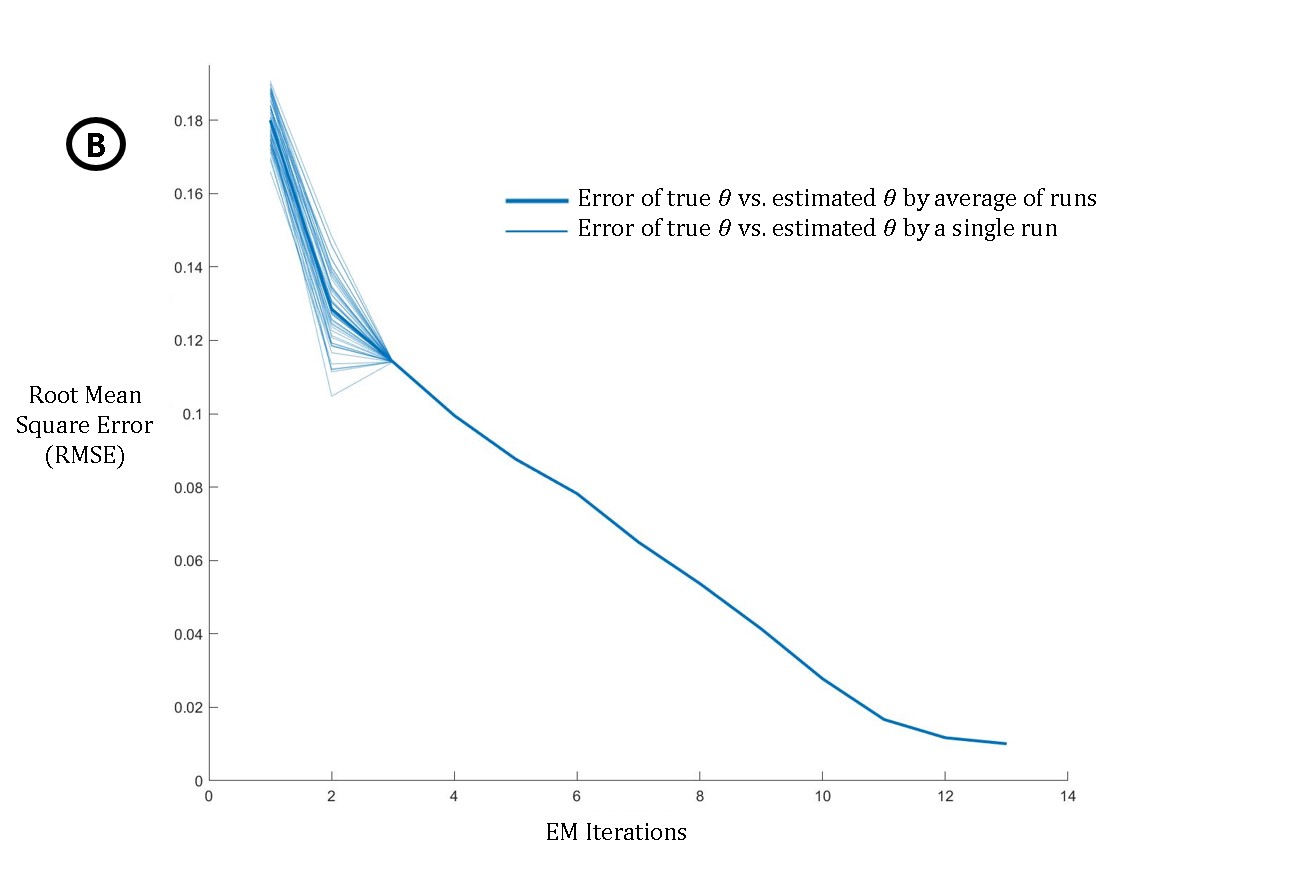 B
0.18
0.16
0.14
0.12
0.1
0.08
0.06
0.04
0.02
0
Error of true θ vs. estimated θ by average of runs
Error of true θ vs. estimated θ by a single run
Root Mean
Square Error
(RMSE)
0 2 4 6 8 10 12 14
EM Iterations